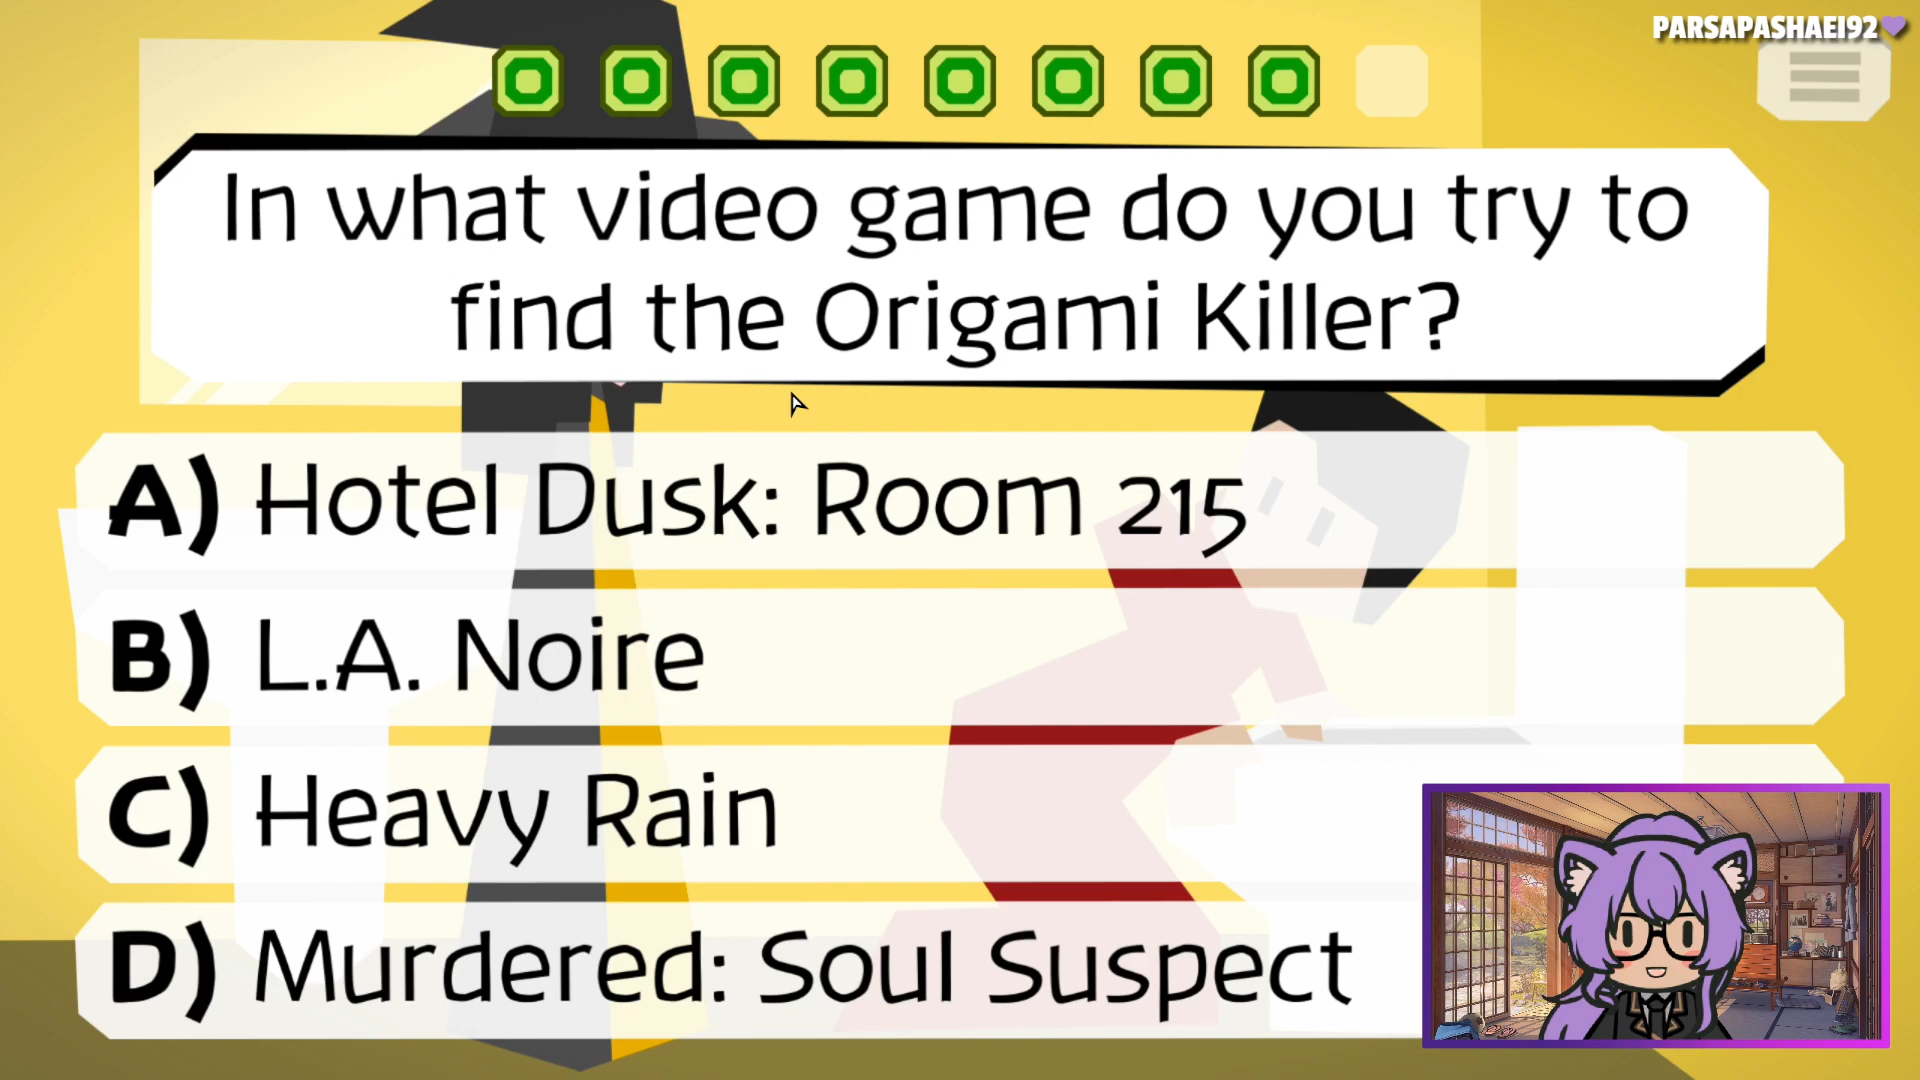 PARSAPASHAEI92
In what video game do you try to
find the Origami Killer?
A) Hotel Dusk: Room 215
B) L.A. Noire
C) Heavy Rain
D) Murdered: Soul Suspect